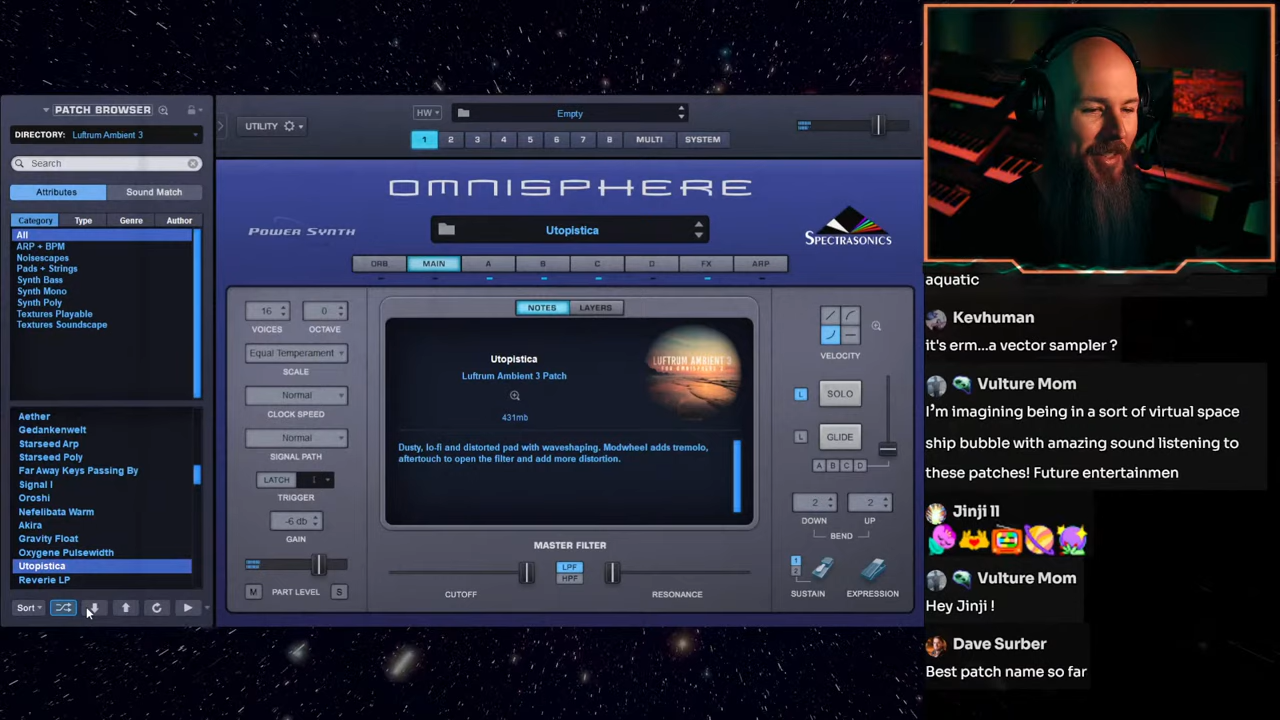 PATCH BROWSER
DIRECTORY: Luftrum Ambient 3
Search
Attributes
Sound Match
Category
Type
Genre
Author
All
ARP + BPM
Noisescapes
Pads + Strings
Synth Bass
Synth Mono
Synth Poly
Textures Playable
Textures Soundscape
Aether
Gedankenwelt
Starseed Arp
Starseed Poly
Far Away Keys Passing By
Signal I
Oroshi
Nefelibata Warm
Akira
Gravity Float
Oxygene Pulsewidth
Utopistica
Reverie LP
Sort
UTILITY
HW
Empty
1 2 3 4 5 6 7 8 MULTI SYSTEM
OMNISPHERE
POWER SYNTH
Utopistica
SPECTRASONICS
ORB MAIN A B C D FX ARP
16
0
VOICES
OCTAVE
Equal Temperament
SCALE
Normal
CLOCK SPEED
Normal
SIGNAL PATH
LATCH
TRIGGER
-6 db
GAIN
M PART LEVEL S
NOTES
LAYERS
Utopistica
Luftrum Ambient 3 Patch
431mb
LUFTRUM AMBIENT 3
FOR OMNISPHERE 2
Dusty, lo-fi and distorted pad with waveshaping. Modwheel adds tremolo,
aftertouch to open the filter and add more distortion.
MASTER FILTER
CUTOFF
LPF
HPF
RESONANCE
VELOCITY
L
SOLO
L
GLIDE
A B C D
2
2
DOWN
UP
BEND
1
2
SUSTAIN
EXPRESSION
aquatic
Kevhuman
it's erm...a vector sampler ?
Vulture Mom
I'm imagining being in a sort of virtual space
ship bubble with amazing sound listening to
these patches! Future entertainmen
Jinji ll
Vulture Mom
Hey Jinji !
Dave Surber
Best patch name so far